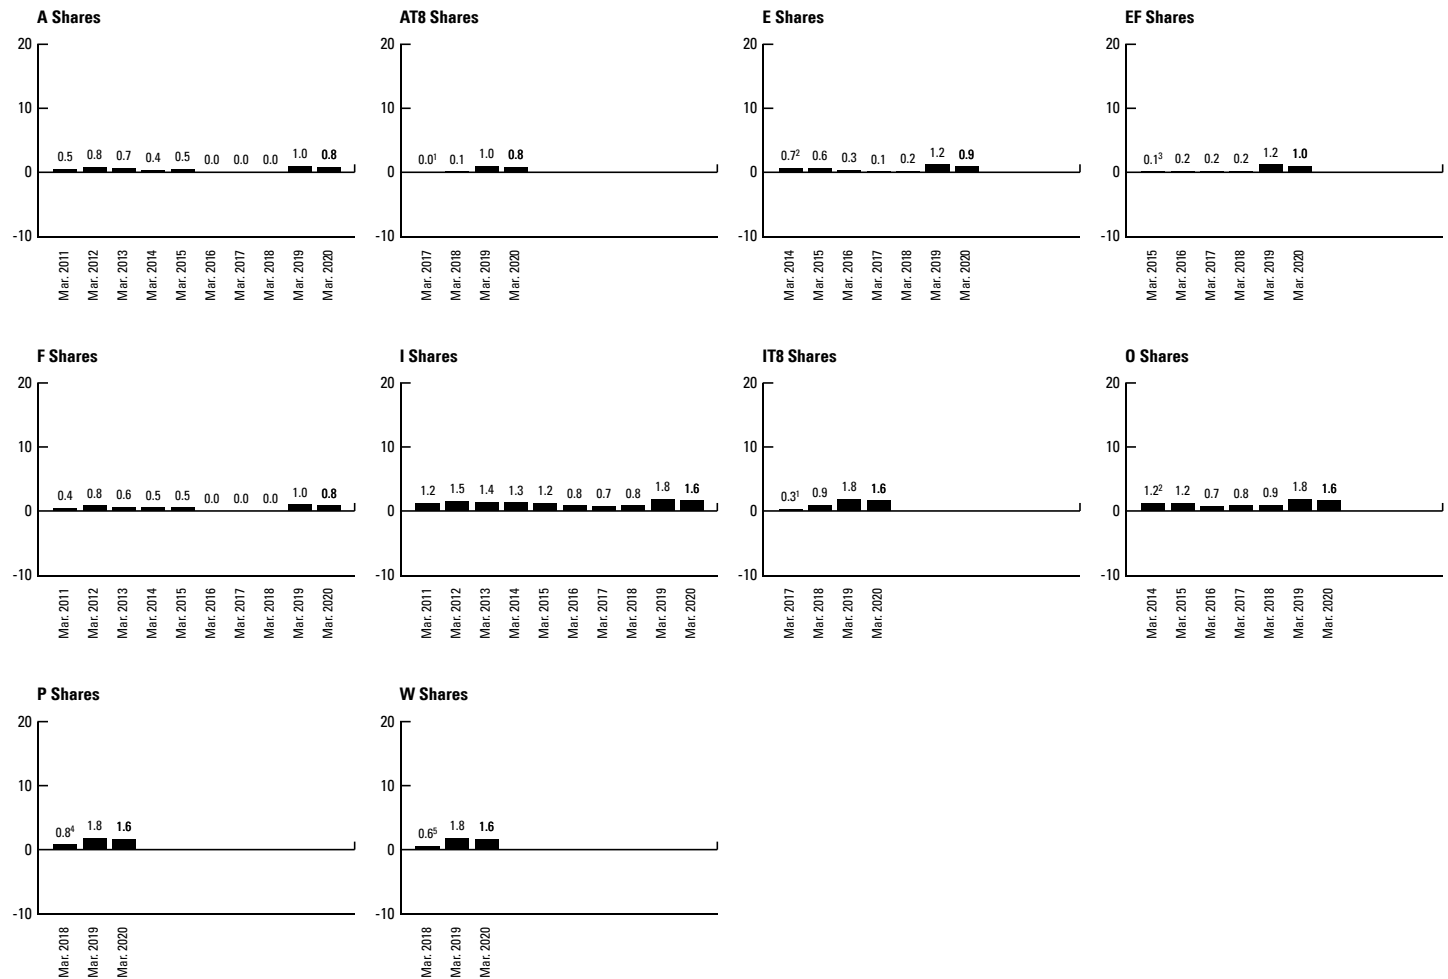 A Shares
20
10
0
-10
0.5 0.8 0.7 0.4 0.5 0.0 0.0 0.0 1.0 0.8
Mar. 2011
Mar. 2012
Mar. 2013
Mar. 2014
Mar. 2015
Mar. 2016
Mar. 2017
Mar. 2018
Mar. 2019
Mar. 2020
AT8 Shares
20
10
0
-10
0.0¹ 0.1 1.0 0.8
Mar. 2017
Mar. 2018
Mar. 2019
Mar. 2020
E Shares
20
10
0
-10
0.7² 0.6 0.3 0.1 0.2 1.2 0.9
Mar. 2014
Mar. 2015
Mar. 2016
Mar. 2017
Mar. 2018
Mar. 2019
Mar. 2020
EF Shares
20
10
0
-10
0.1³ 0.2 0.2 0.2 1.2 1.0
Mar. 2015
Mar. 2016
Mar. 2017
Mar. 2018
Mar. 2019
Mar. 2020
F Shares
20
10
0
-10
0.4 0.8 0.6 0.5 0.5 0.0 0.0 0.0 1.0 0.8
Mar. 2011
Mar. 2012
Mar. 2013
Mar. 2014
Mar. 2015
Mar. 2016
Mar. 2017
Mar. 2018
Mar. 2019
Mar. 2020
I Shares
20
10
0
-10
1.2 1.5 1.4 1.3 1.2 0.8 0.7 0.8 1.8 1.6
Mar. 2011
Mar. 2012
Mar. 2013
Mar. 2014
Mar. 2015
Mar. 2016
Mar. 2017
Mar. 2018
Mar. 2019
Mar. 2020
IT8 Shares
20
10
0
-10
0.3¹ 0.9 1.8 1.6
Mar. 2017
Mar. 2018
Mar. 2019
Mar. 2020
O Shares
20
10
0
-10
1.2² 1.2 0.7 0.8 0.9 1.8 1.6
Mar. 2014
Mar. 2015
Mar. 2016
Mar. 2017
Mar. 2018
Mar. 2019
Mar. 2020
P Shares
20
10
0
-10
0.8⁴ 1.8 1.6
Mar. 2018
Mar. 2019
Mar. 2020
W Shares
20
10
0
-10
0.6⁵ 1.8 1.6
Mar. 2018
Mar. 2019
Mar. 2020